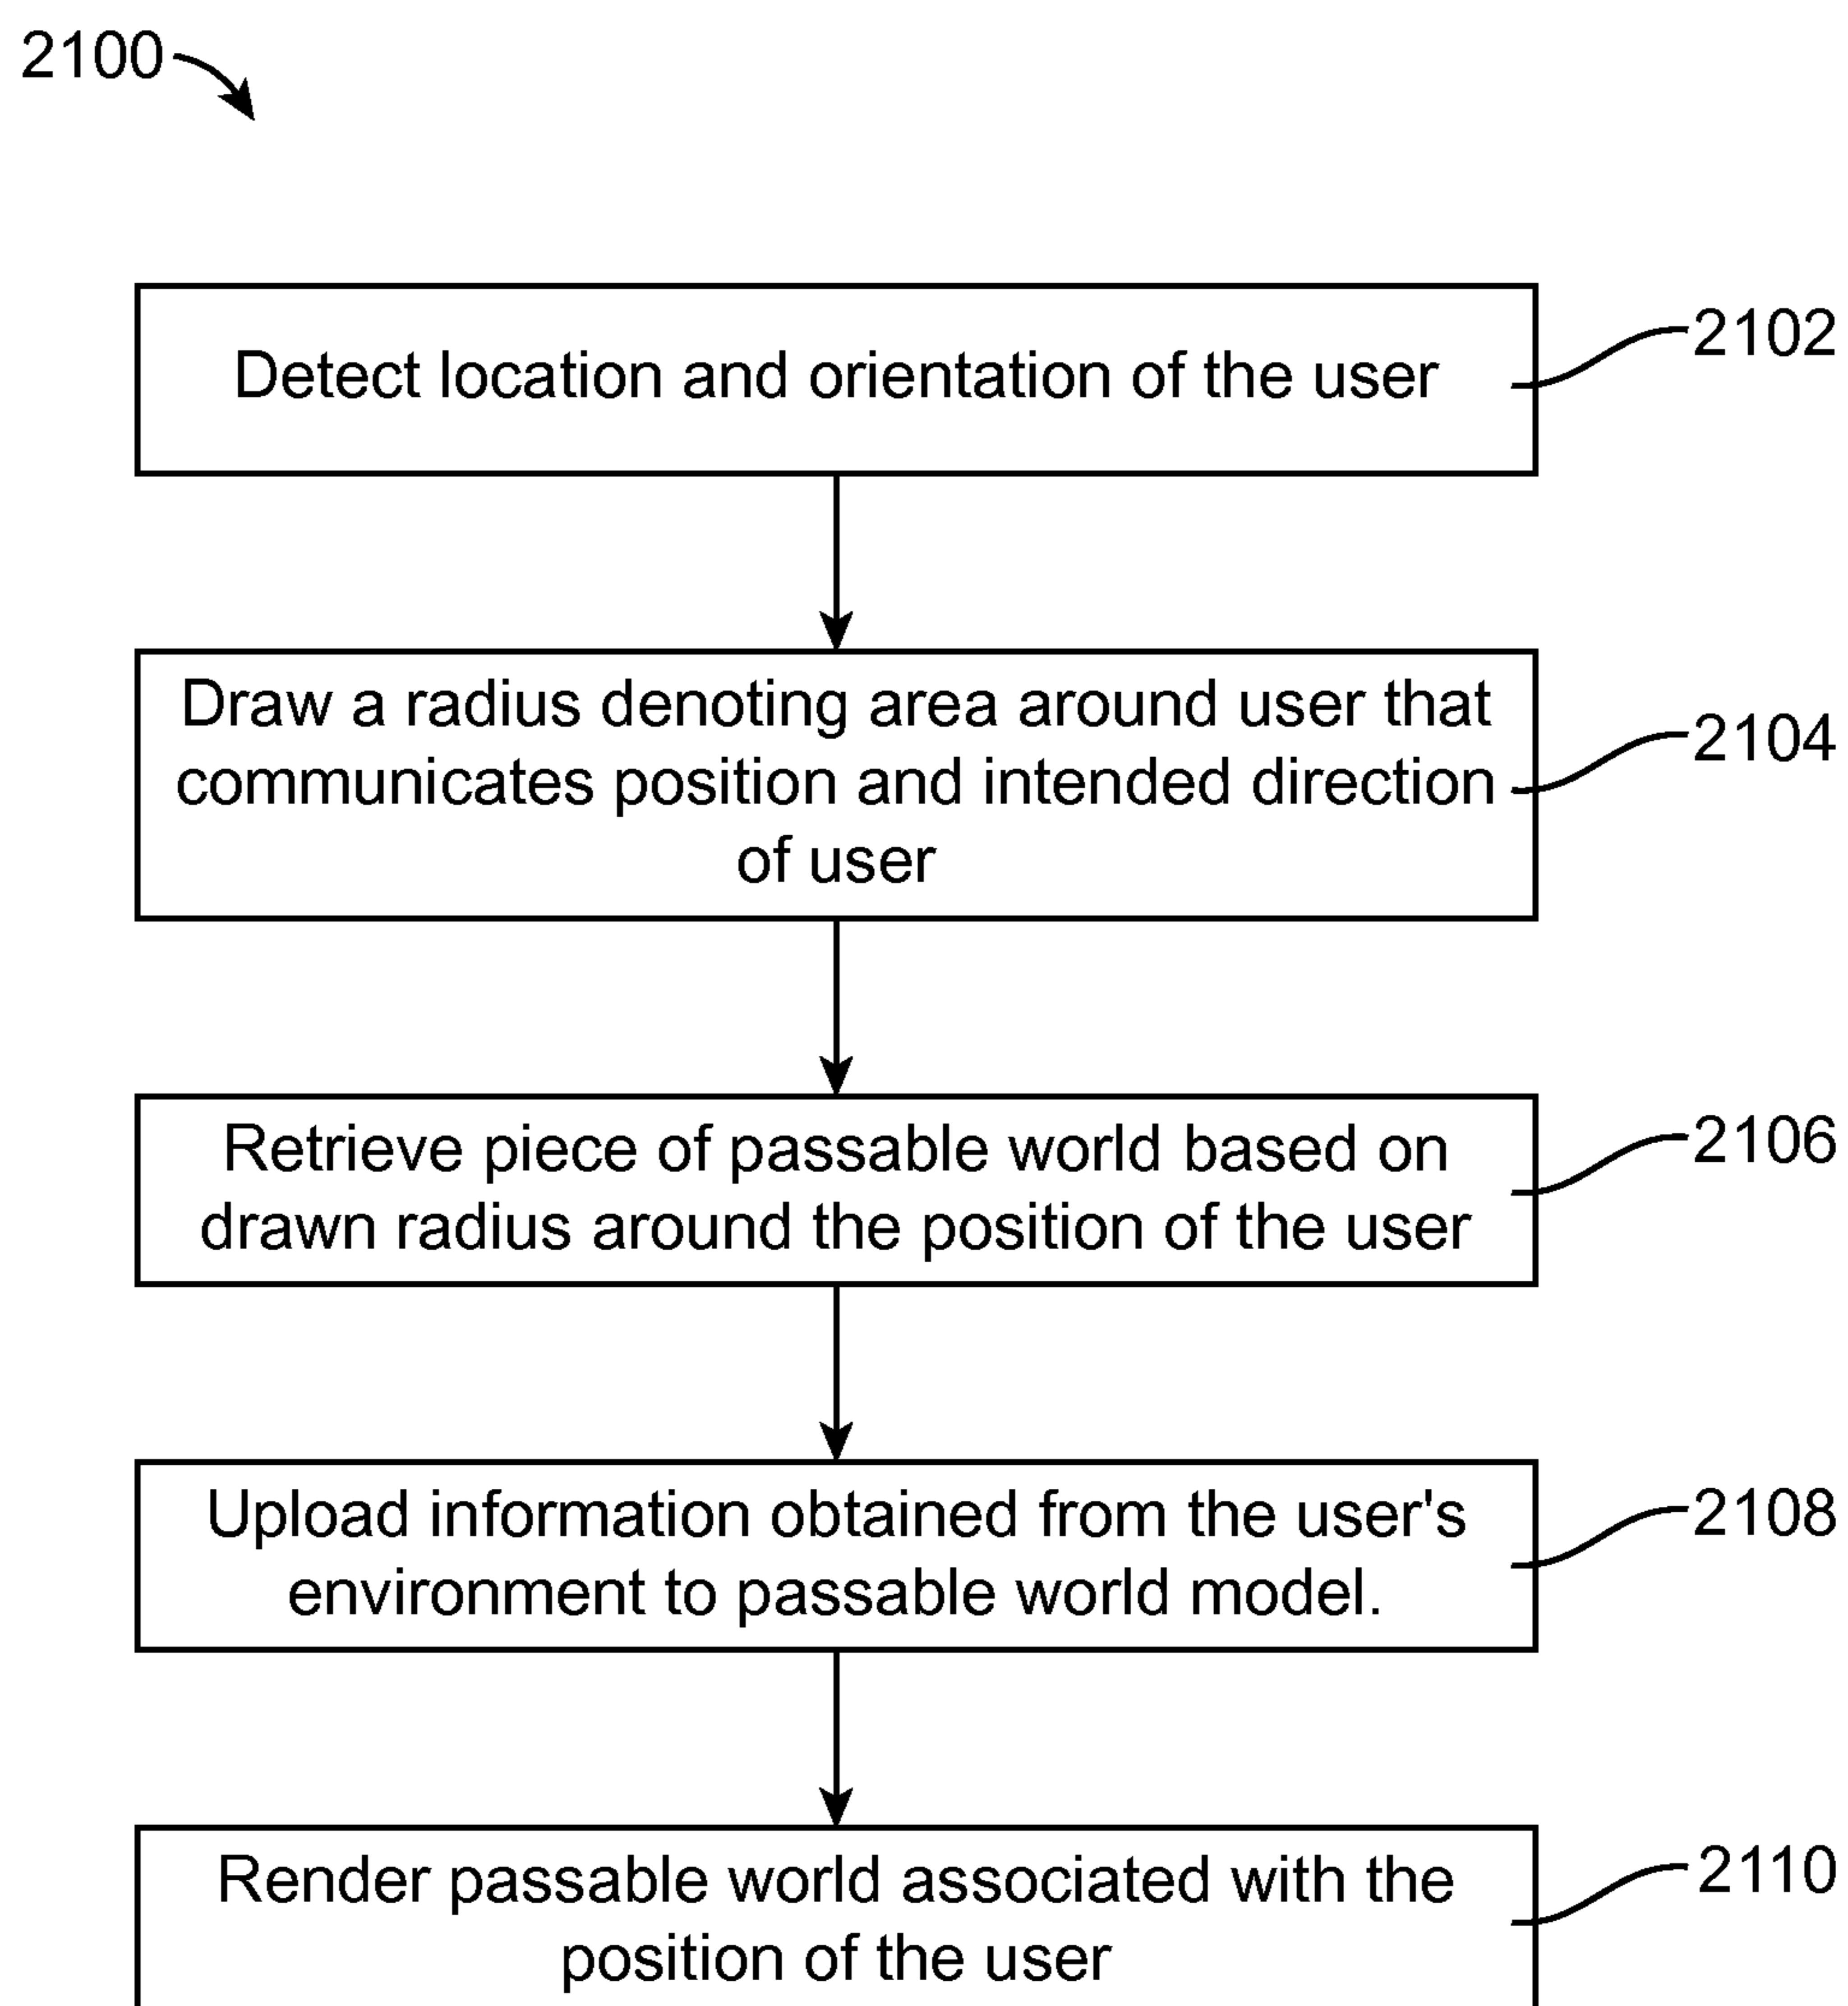 2100
Detect location and orientation of the user
2102
Draw a radius denoting area around user that
communicates position and intended direction
of user
2104
Retrieve piece of passable world based on
drawn radius around the position of the user
2106
Upload information obtained from the user's
environment to passable world model.
2108
Render passable world associated with the
position of the user
2110